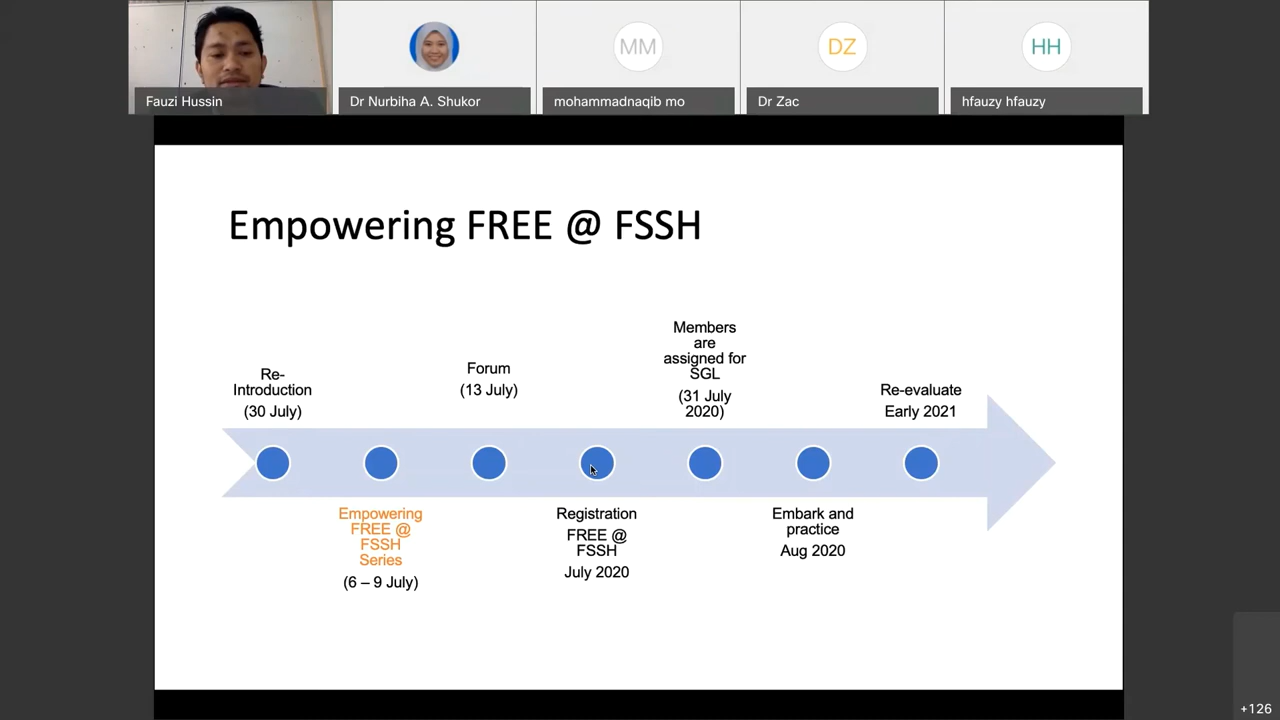 MM
DZ
HH
Fauzi Hussin
Dr Nurbiha A. Shukor
mohammadnaqib mo
Dr Zac
hfauzy hfauzy
Empowering FREE @ FSSH
Re-
Introduction
(30 July)
Empowering
FREE @
FSSH
Series
(6 – 9 July)
Forum
(13 July)
Registration
FREE @
FSSH
July 2020
Members
are
assigned for
SGL
(31 July
2020)
Embark and
practice
Aug 2020
Re-evaluate
Early 2021
+126